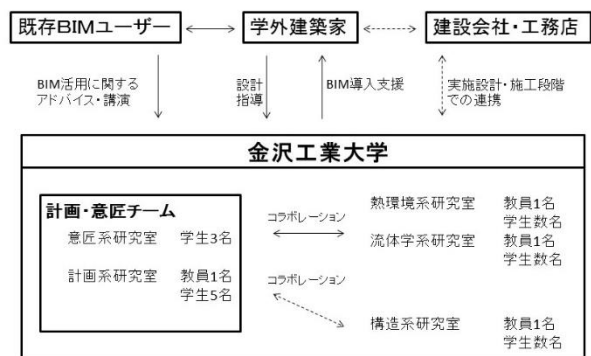 既存BIMユーザー
学外建築家
建設会社・工務店
BIM活用に関する
アドバイス・講演
設計
指導
BIM導入支援
実施設計・施工段階
での連携
金沢工業大学
計画・意匠チーム
意匠系研究室 学生3名
計画系研究室 教員1名
学生5名
コラボレーション
コラボレーション
熱環境系研究室 教員1名
学生数名
流体学系研究室 教員1名
学生数名
構造系研究室 教員1名
学生数名